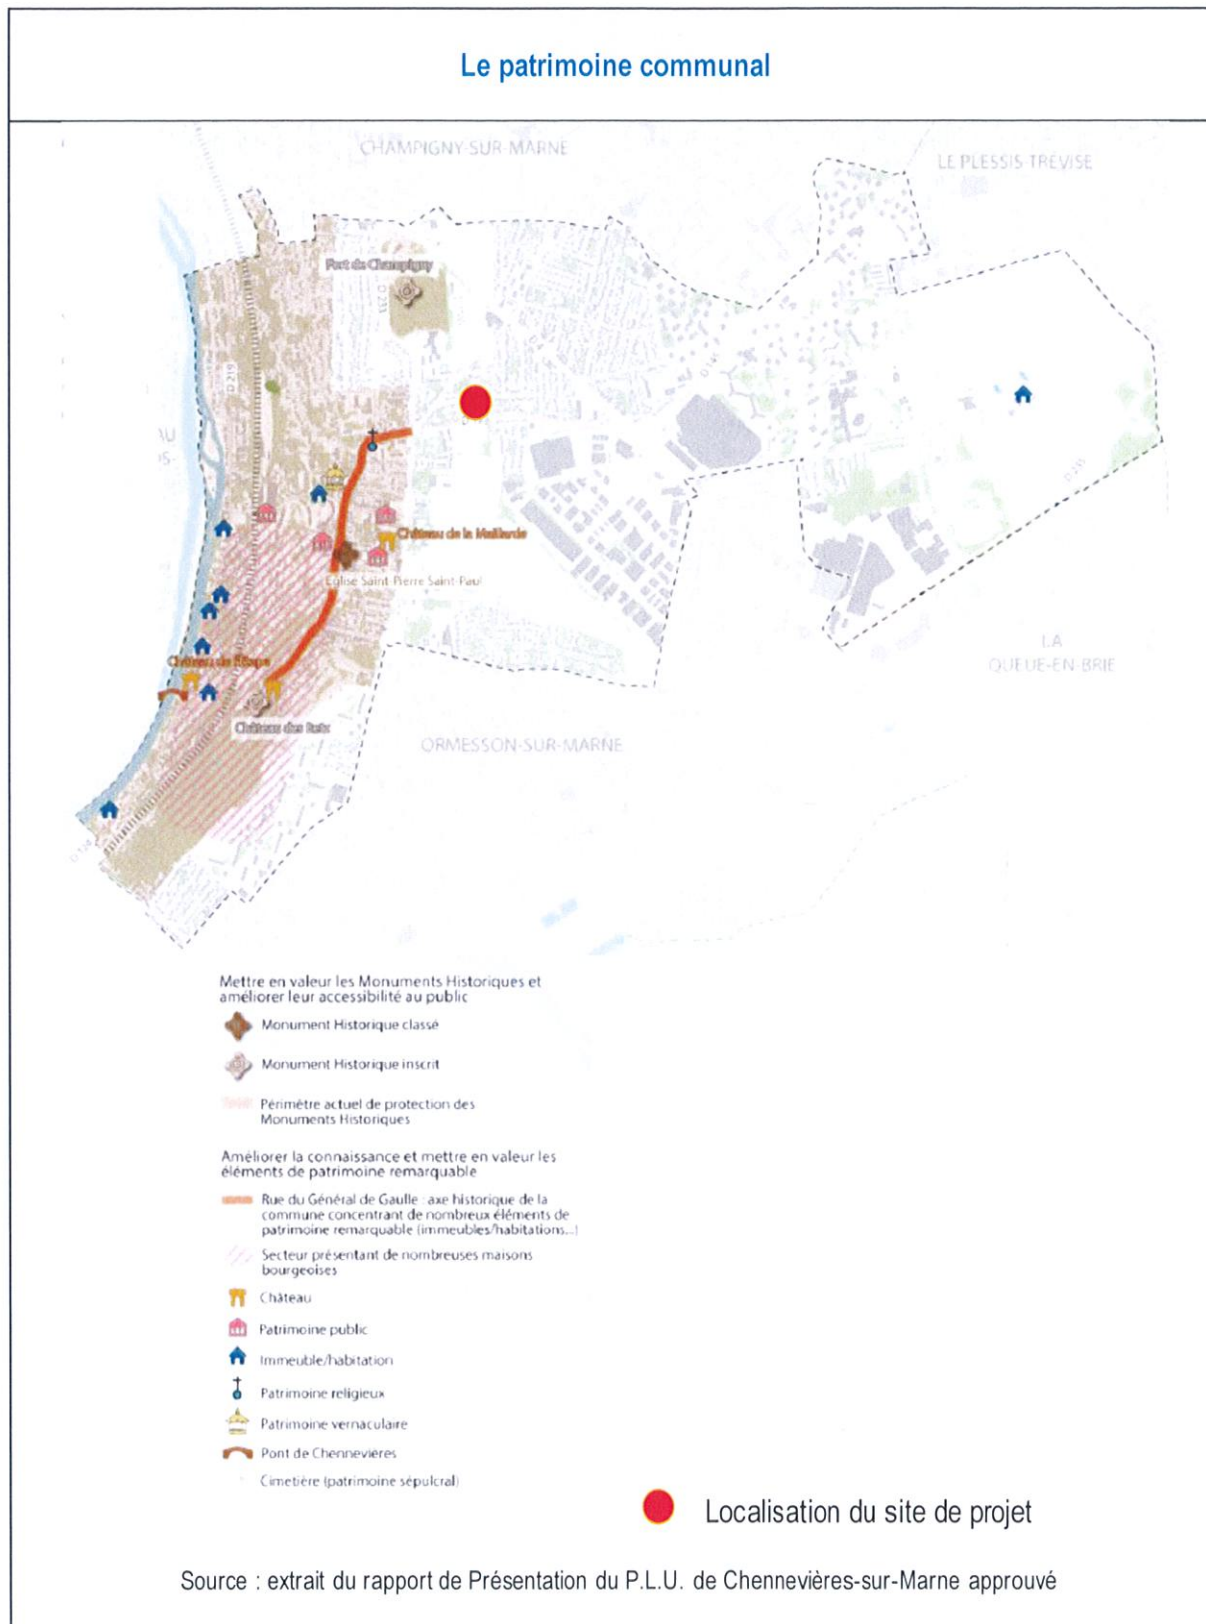 Le patrimoine communal
CHAMPIGNY-SUR-MARNE
LE PLESSIS-TREVISE
Fort de Champigny
D 233
D 219
Château de la Maillarde
Eglise Saint-Pierre Saint-Paul
LA
QUEUE-EN-BRIE
Château des Retz
ORMESSON-SUR-MARNE
Mettre en valeur les Monuments Historiques et
améliorer leur accessibilité au public
Monument Historique classé
Monument Historique inscrit
Périmètre actuel de protection des
Monuments Historiques
Améliorer la connaissance et mettre en valeur les
éléments de patrimoine remarquable
Rue du Général de Gaulle : axe historique de la
commune concentrant de nombreux éléments de
patrimoine remarquable (immeubles/habitations...)
Secteur présentant de nombreuses maisons
bourgeoises
Château
Patrimoine public
Immeuble/habitation
Patrimoine religieux
Patrimoine vernaculaire
Pont de Chennevières
Cimetière (patrimoine sépulcral)
Localisation du site de projet
Source : extrait du rapport de Présentation du P.L.U. de Chennevières-sur-Marne approuvé